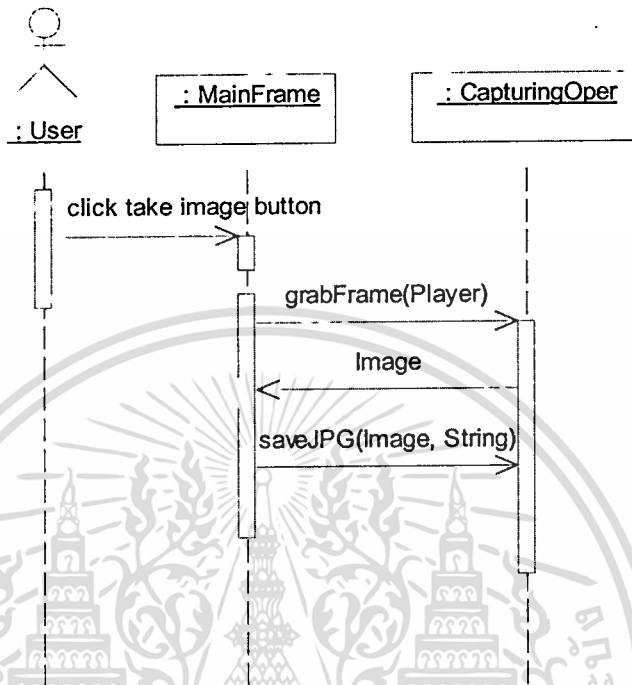 : User
: MainFrame
: CapturingOper
click take image button
grabFrame(Player)
Image
saveJPG(Image, String)